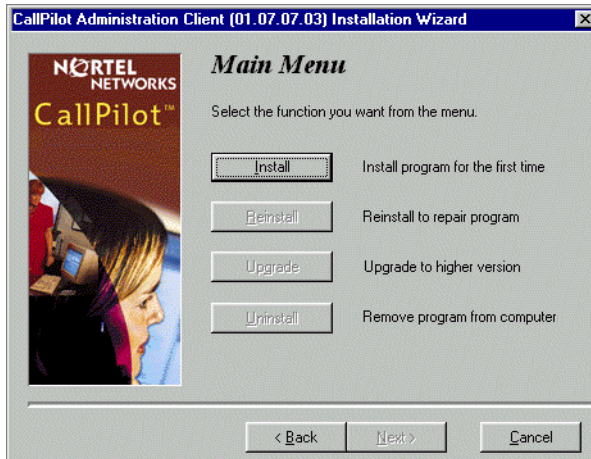 CallPilot Administration Client (01.07.07.03) Installation Wizard
NORTEL
NETWORKS
CallPilot™
Main Menu
Select the function you want from the menu.
Install Install program for the first time
Reinstall Reinstall to repair program
Upgrade Upgrade to higher version
Uninstall Remove program from computer
< Back Next > Cancel